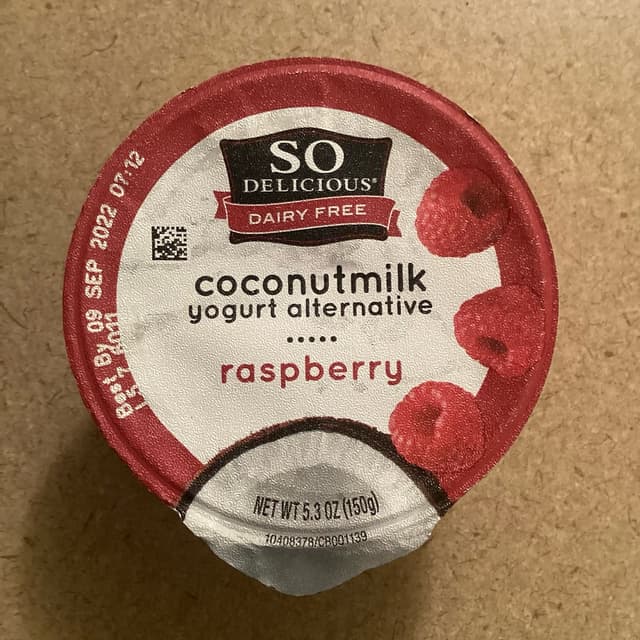 SO
DELICIOUS®
DAIRY FREE
coconutmilk
yogurt alternative
raspberry
NET WT 5.3 OZ (150g)
10408378/CR001139
Best By 09 SEP 2022 07:12